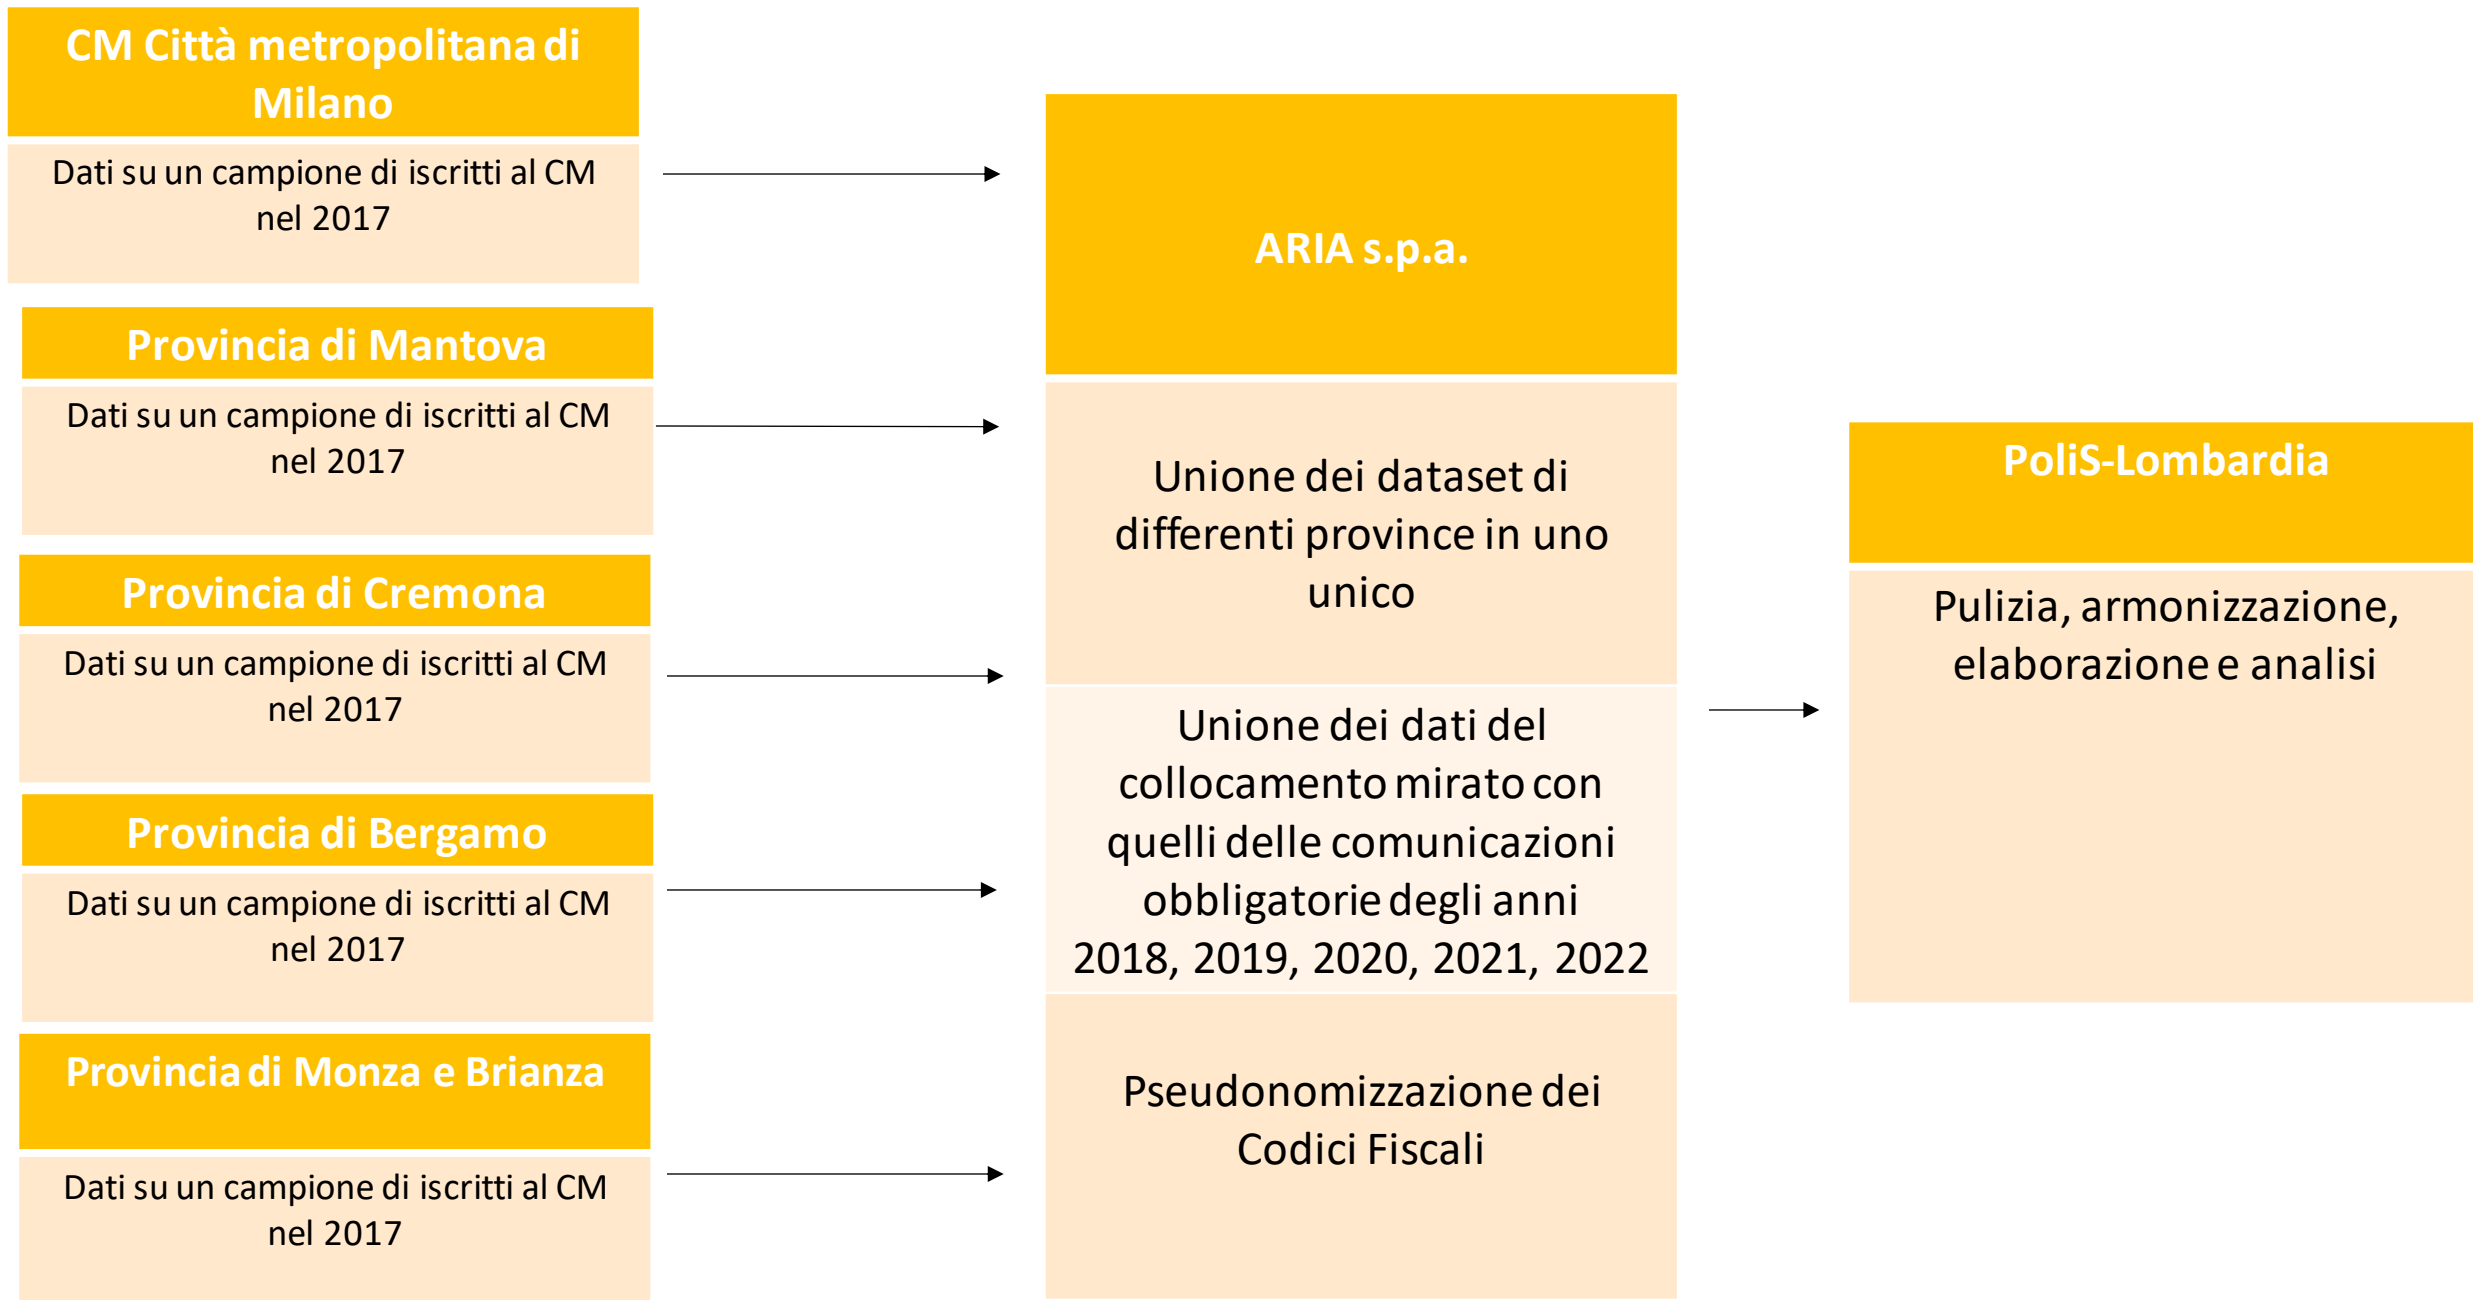 CM Città metropolitana di
Milano
Dati su un campione di iscritti al CM
nel 2017
Provincia di Mantova
Dati su un campione di iscritti al CM
nel 2017
Provincia di Cremona
Dati su un campione di iscritti al CM
nel 2017
Provincia di Bergamo
Dati su un campione di iscritti al CM
nel 2017
Provincia di Monza e Brianza
Dati su un campione di iscritti al CM
nel 2017
ARIA s.p.a.
Unione dei dataset di
differenti province in uno
unico
Unione dei dati del
collocamento mirato con
quelli delle comunicazioni
obbligatorie degli anni
2018, 2019, 2020, 2021, 2022
Pseudonomizzazione dei
Codici Fiscali
PoliS-Lombardia
Pulizia, armonizzazione,
elaborazione e analisi